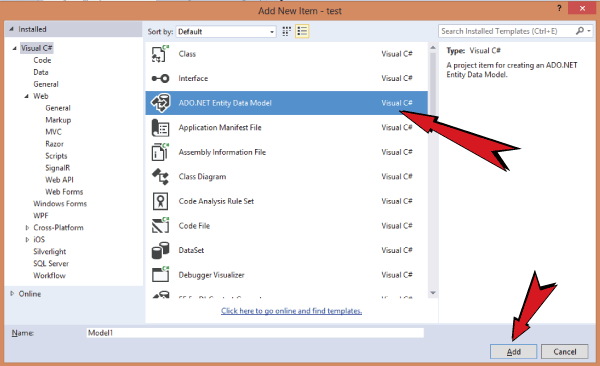 Add New Item - test
Installed
Sort by: Default
Search Installed Templates (Ctrl+E)
Visual C#
Code
Data
General
Web
General
Markup
MVC
Razor
Scripts
SignalR
Web API
Web Forms
Windows Forms
WPF
Cross-Platform
iOS
Silverlight
SQL Server
Workflow
Online
Class Visual C#
Interface Visual C#
ADO.NET Entity Data Model Visual C#
Application Manifest File Visual C#
Assembly Information File Visual C#
Class Diagram Visual C#
Code Analysis Rule Set Visual C#
Code File Visual C#
DataSet Visual C#
Debugger Visualizer Visual C#
Click here to go online and find templates.
Type: Visual C#
A project item for creating an ADO.NET
Entity Data Model.
Name: Model1
Add Cancel